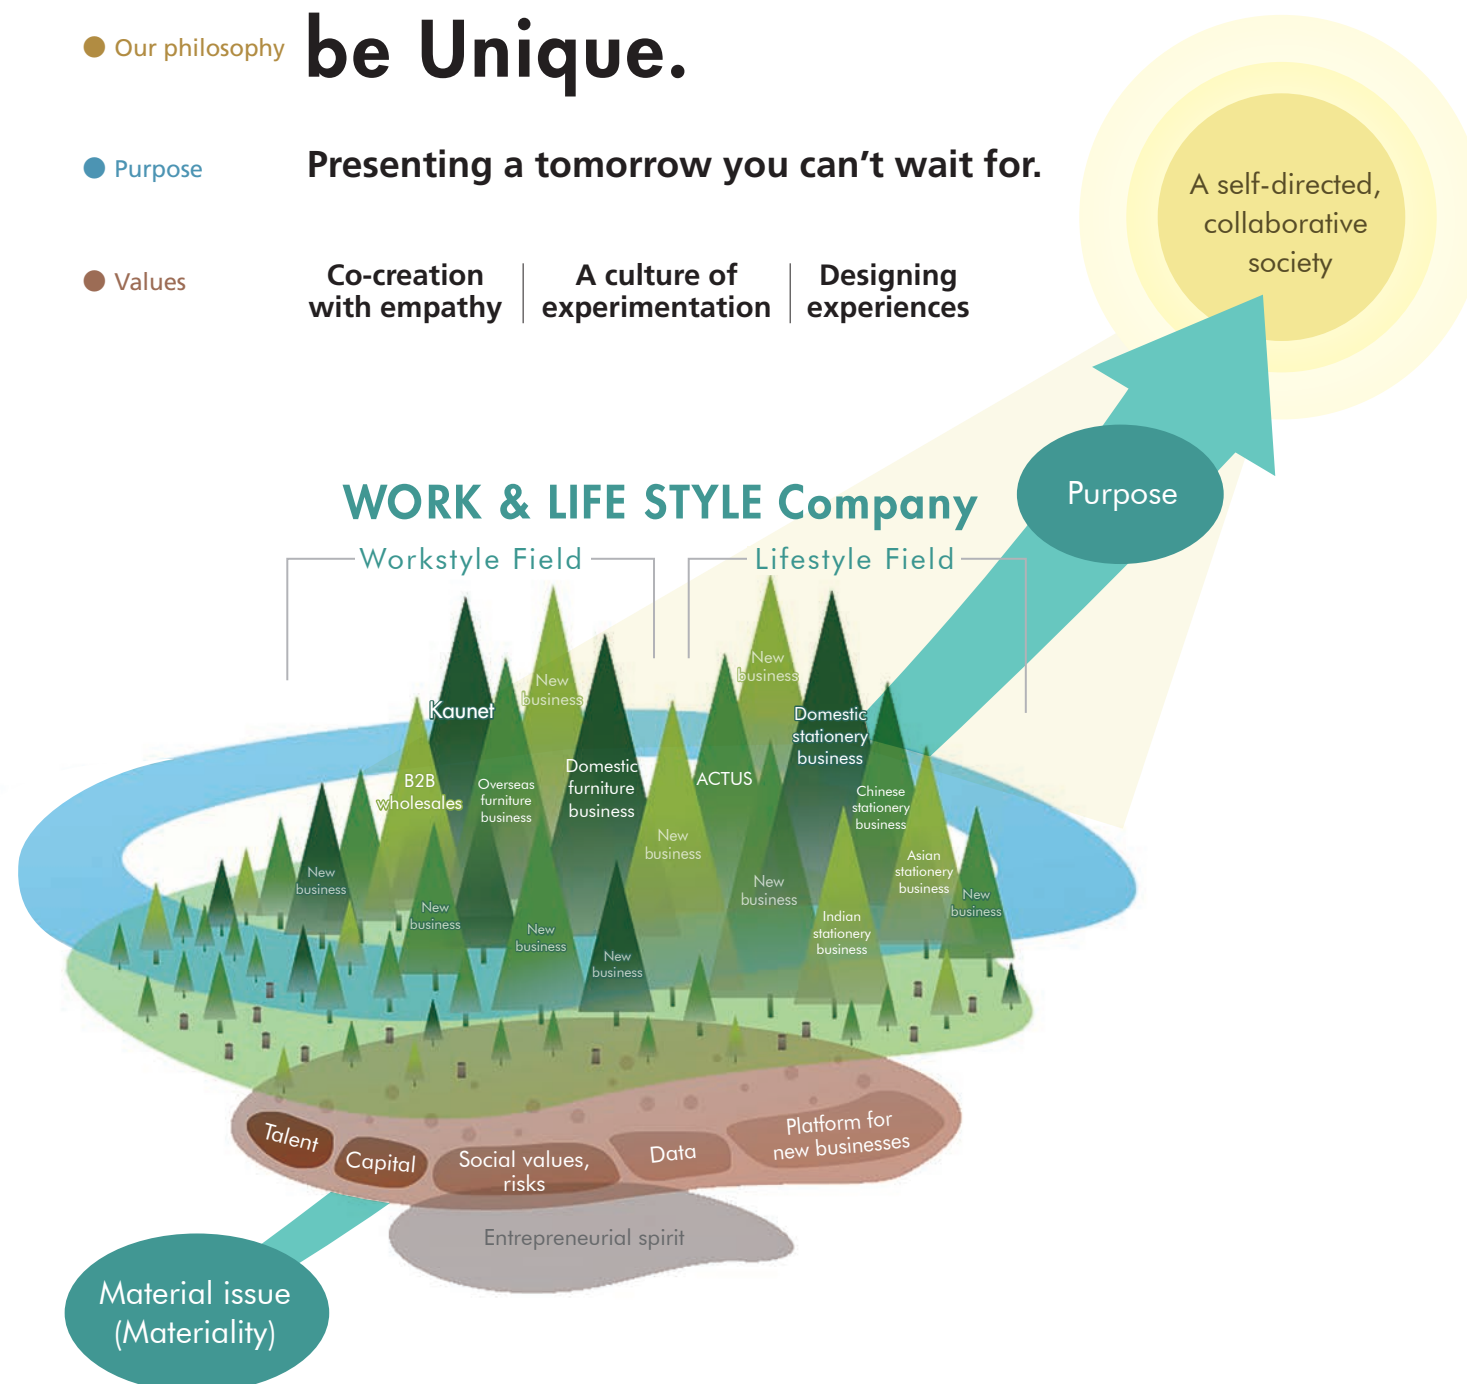 Our philosophy
be Unique.
Purpose
Presenting a tomorrow you can't wait for.
Values
Co-creation
with empathy
A culture of
experimentation
Designing
experiences
A self-directed,
collaborative
society
Purpose
WORK & LIFE STYLE Company
Workstyle Field
Lifestyle Field
Kaunet
New
business
New
business
B2B
wholesales
Overseas
furniture
business
Domestic
furniture
business
ACTUS
Domestic
stationery
business
Chinese
stationery
business
New
business
New
business
New
business
New
business
New
business
New
business
Asian
stationery
business
New
business
Indian
stationery
business
Talent
Capital
Social values,
risks
Data
Platform for
new businesses
Entrepreneurial spirit
Material issue
(Materiality)